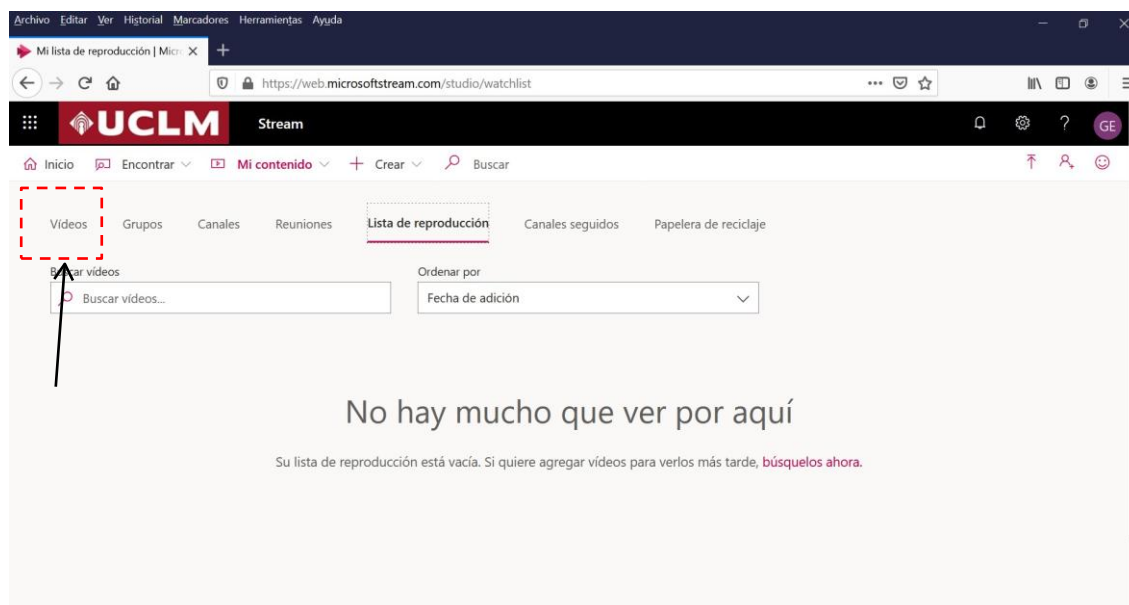 Archivo Editar Ver Historial Marcadores Herramientas Ayuda
Mi lista de reproducción | Micr
https://web.microsoftstream.com/studio/watchlist
UCLM Stream ? GE
Inicio Encontrar Mi contenido Crear Buscar
Vídeos Grupos Canales Reuniones Lista de reproducción Canales seguidos Papelera de reciclaje
Buscar vídeos Ordenar por
Buscar vídeos... Fecha de adición
No hay mucho que ver por aquí
Su lista de reproducción está vacía. Si quiere agregar vídeos para verlos más tarde, búsquelos ahora.